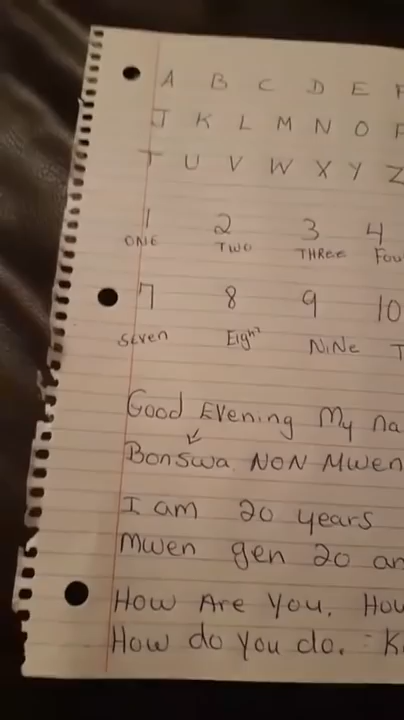 A B C D E
J K L M N O
T U V W X Y Z
1 2 3 4
ONE TWO THREE
7 8 9 10
Seven Eight NiNe
Good Evening My
Bonswa. NON Mwen
I am 20 years
Mwen gen 20
How Are You.
How do you do. :